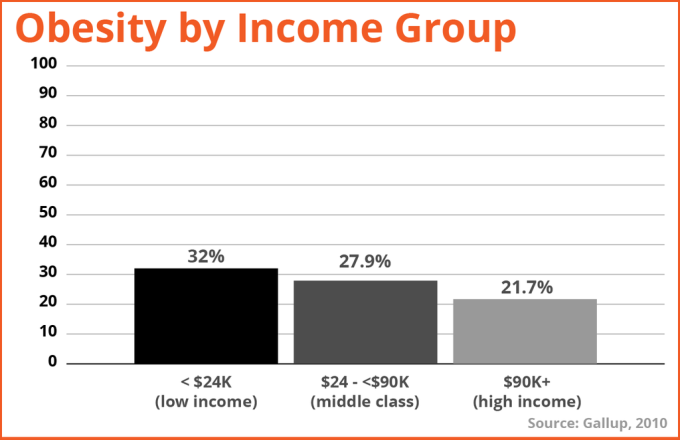 Obesity by Income Group
100
90
80
70
60
50
40
30
20
10
0
32%
27.9%
21.7%
< $24K
(low income)
$24 - <$90K
(middle class)
$90K+
(high income)
Source: Gallup, 2010